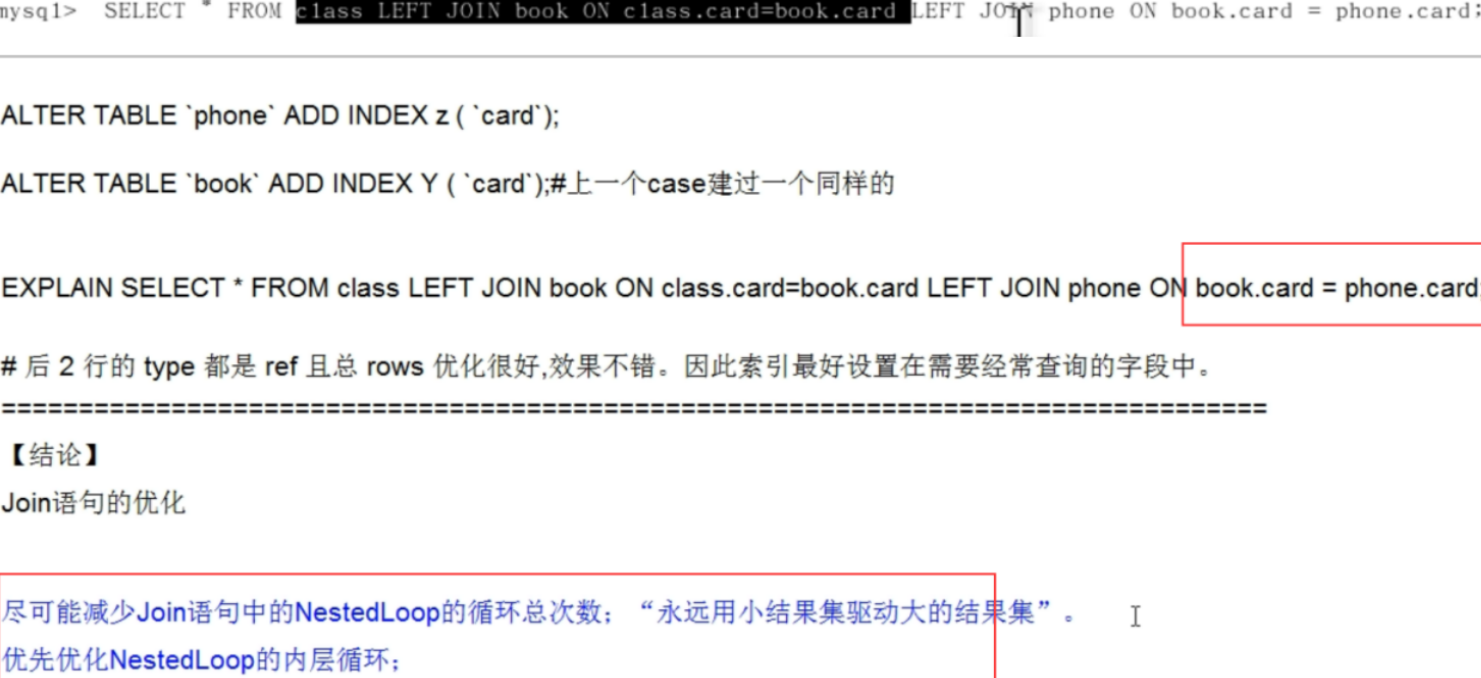 mysql> SELECT * FROM class LEFT JOIN book ON class.card=book.card LEFT JOIN phone ON book.card = phone.card;
ALTER TABLE `phone` ADD INDEX z ( `card`);
ALTER TABLE `book` ADD INDEX Y ( `card`);#上一个case建过一个同样的
EXPLAIN SELECT * FROM class LEFT JOIN book ON class.card=book.card LEFT JOIN phone ON book.card = phone.card;
# 后 2 行的 type 都是 ref 且总 rows 优化很好,效果不错。因此索引最好设置在需要经常查询的字段中。
==================================================================================
【结论】
Join语句的优化
尽可能减少Join语句中的NestedLoop的循环总次数；“永远用小结果集驱动大的结果集”。
优先优化NestedLoop的内层循环；